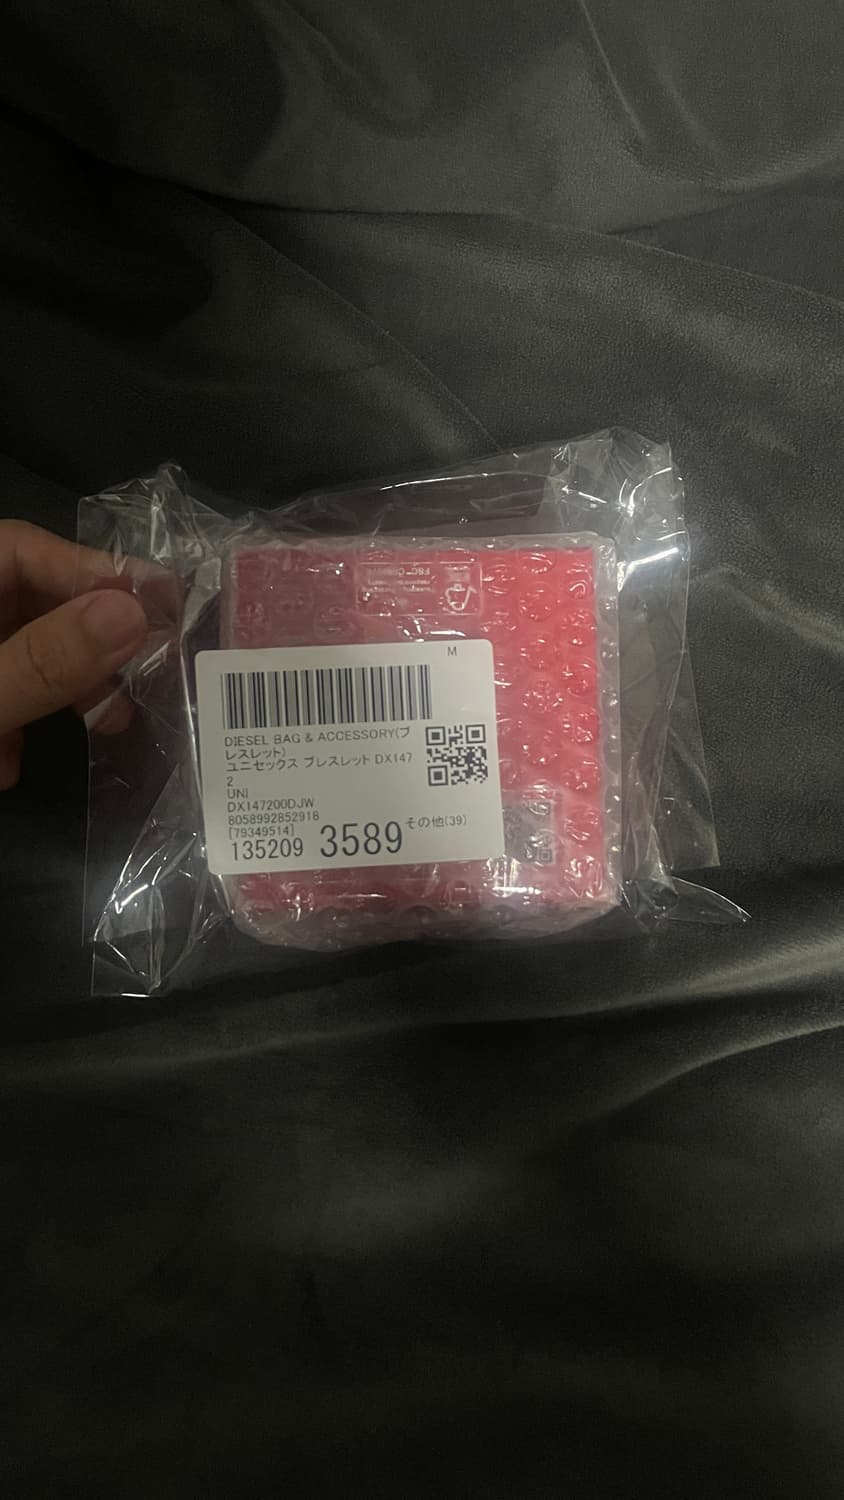 M
DIESEL BAG & ACCESSORY(ブ
レスレット)
ユニセックス ブレスレット DX147
2
UNI
DX147200DJW
8058992852918
[79349514]
135209 3589 その他(39)